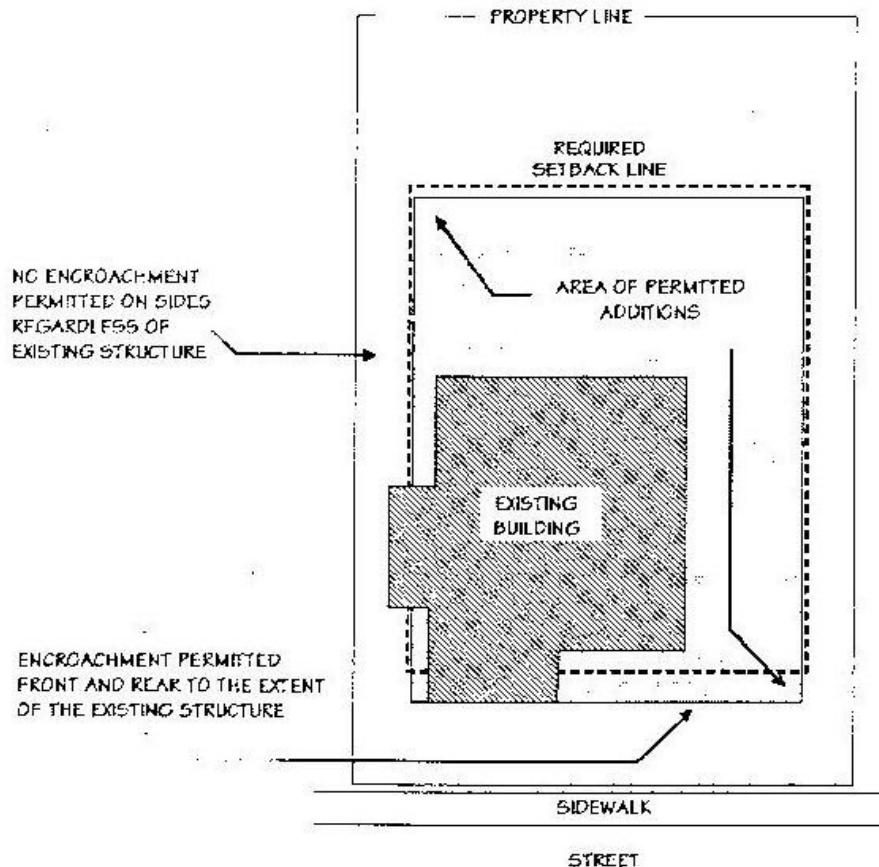 PROPERTY LINE
REQUIRED
SETBACK LINE
NO ENCROACHMENT
PERMITTED ON SIDES
REGARDLESS OF
EXISTING STRUCTURE
AREA OF PERMITTED
ADDITIONS
EXISTING
BUILDING
ENCROACHMENT PERMITTED
FRONT AND REAR TO THE EXTENT
OF THE EXISTING STRUCTURE
SIDEWALK
STREET